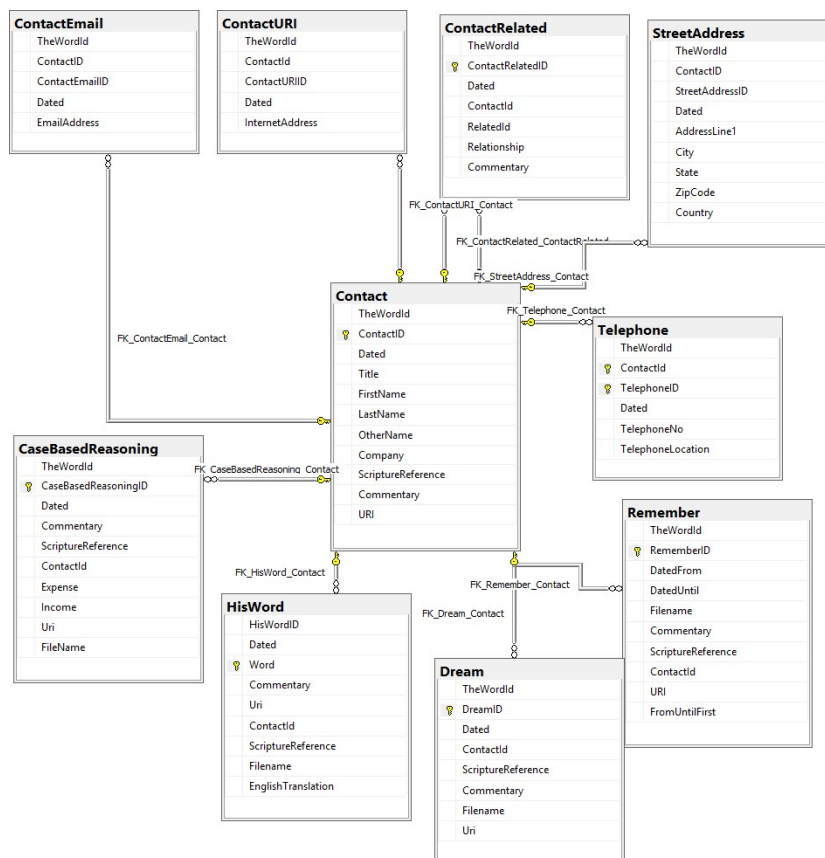 ContactEmail
TheWordId
ContactID
ContactEmailID
Dated
EmailAddress
ContactURI
TheWordId
ContactId
ContactURIID
Dated
InternetAddress
ContactRelated
TheWordId
ContactRelatedID
Dated
ContactId
RelatedId
Relationship
Commentary
StreetAddress
TheWordId
ContactID
StreetAddressID
Dated
AddressLine1
City
State
ZipCode
Country
FK_ContactURI_Contact
FK_ContactRelated_ContactRelated
FK_StreetAddress_Contact
FK_Telephone_Contact
FK_ContactEmail_Contact
Contact
TheWordId
ContactID
Dated
Title
FirstName
LastName
OtherName
Company
ScriptureReference
Commentary
URI
Telephone
TheWordId
ContactId
TelephoneID
Dated
TelephoneNo
TelephoneLocation
CaseBasedReasoning
TheWordId
CaseBasedReasoningID
Dated
Commentary
ScriptureReference
ContactId
Expense
Income
Uri
FileName
FK_CaseBasedReasoning_Contact
FK_HisWord_Contact
FK_Remember_Contact
FK_Dream_Contact
Remember
TheWordId
RememberID
DatedFrom
DatedUntil
Filename
Commentary
ScriptureReference
ContactId
URI
FromUntilFirst
HisWord
HisWordID
Dated
Word
Commentary
Uri
ContactId
ScriptureReference
Filename
EnglishTranslation
Dream
TheWordId
DreamID
Dated
ContactId
ScriptureReference
Commentary
Filename
Uri